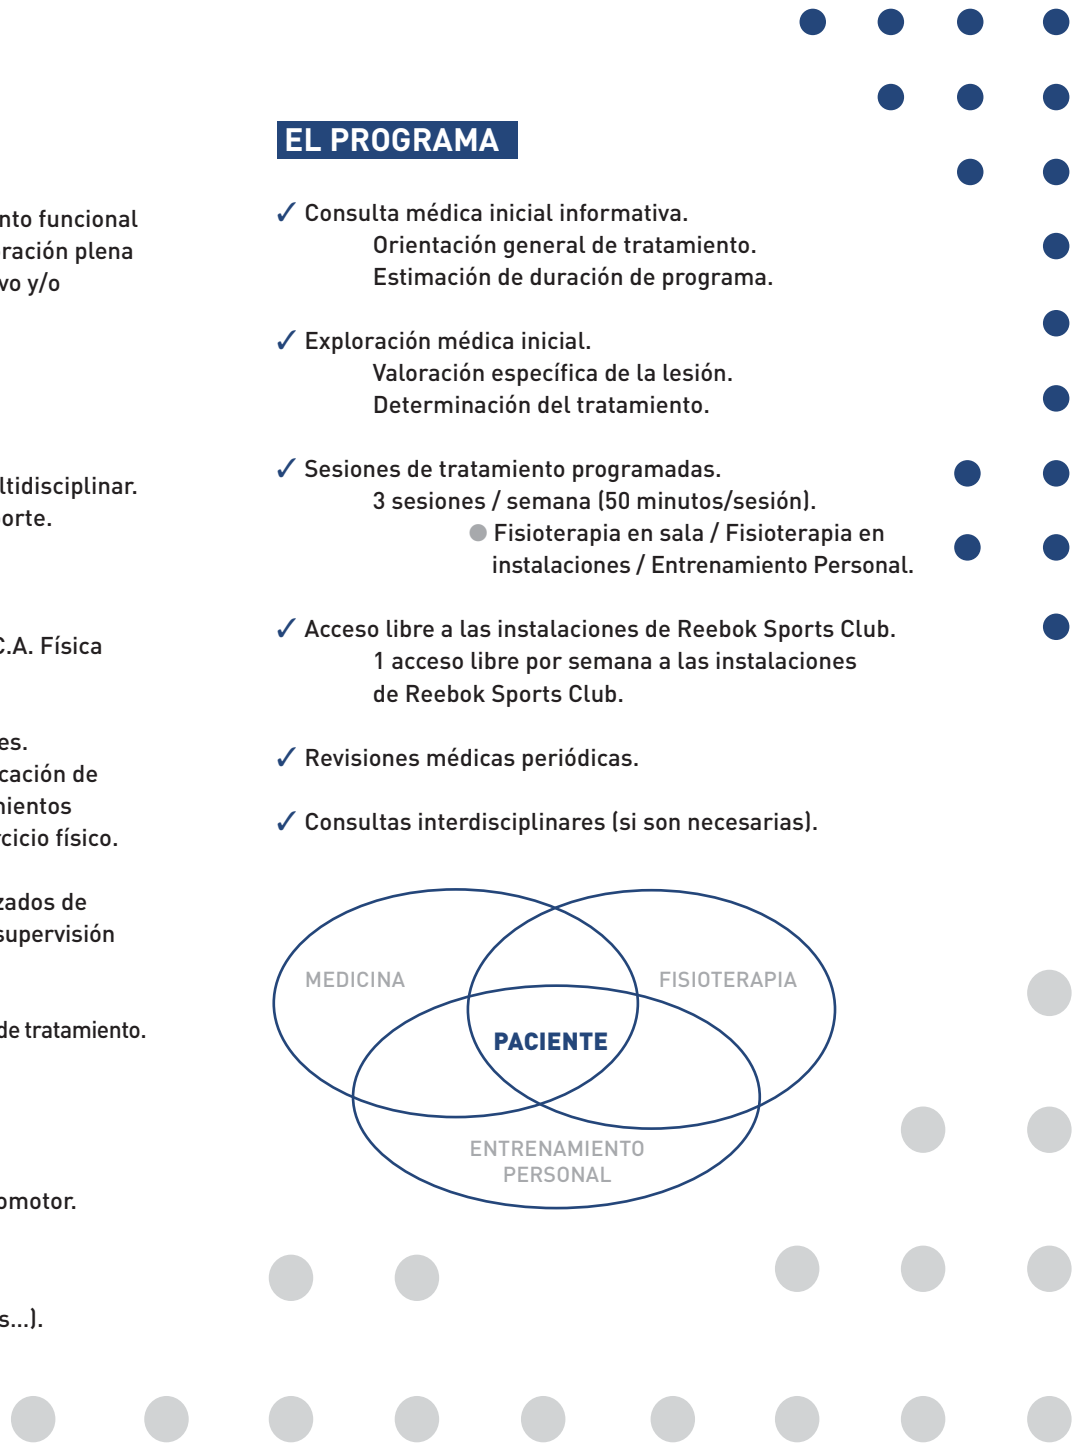 nto funcional
ración plena
vo y/o
ltidisciplinar.
orte.
C.A. Física
es.
cación de
mientos
cicio físico.
zados de
supervisión
de tratamiento.
omotor.
s...).
EL PROGRAMA
✓ Consulta médica inicial informativa.
Orientación general de tratamiento.
Estimación de duración de programa.
✓ Exploración médica inicial.
Valoración específica de la lesión.
Determinación del tratamiento.
✓ Sesiones de tratamiento programadas.
3 sesiones / semana (50 minutos/sesión).
● Fisioterapia en sala / Fisioterapia en
instalaciones / Entrenamiento Personal.
✓ Acceso libre a las instalaciones de Reebok Sports Club.
1 acceso libre por semana a las instalaciones
de Reebok Sports Club.
✓ Revisiones médicas periódicas.
✓ Consultas interdisciplinares (si son necesarias).
MEDICINA
FISIOTERAPIA
PACIENTE
ENTRENAMIENTO
PERSONAL